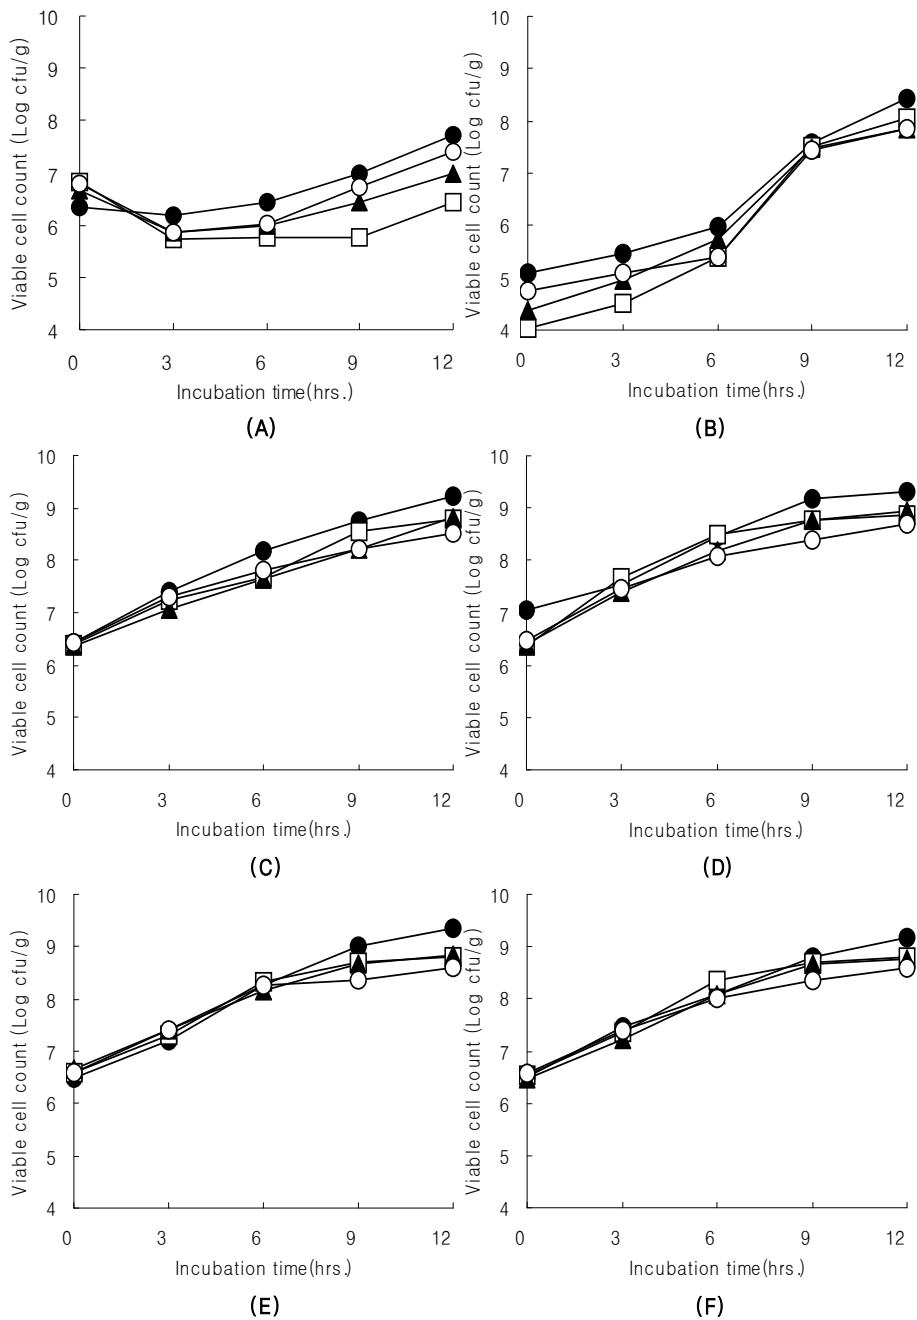 10
9
8
7
6
5
4
Viable cell count (Log cfu/g)
0 3 6 9 12
Incubation time(hrs.)
(A)
10
9
8
7
6
5
4
Viable cell count (Log cfu/g)
0 3 6 9 12
Incubation time(hrs.)
(B)
10
9
8
7
6
5
4
Viable cell count (Log cfu/g)
0 3 6 9 12
Incubation time(hrs.)
(C)
10
9
8
7
6
5
4
Viable cell count (Log cfu/g)
0 3 6 9 12
Incubation time(hrs.)
(D)
10
9
8
7
6
5
4
Viable cell count (Log cfu/g)
0 3 6 9 12
Incubation time(hrs.)
(E)
10
9
8
7
6
5
4
Viable cell count (Log cfu/g)
0 3 6 9 12
Incubation time(hrs.)
(F)